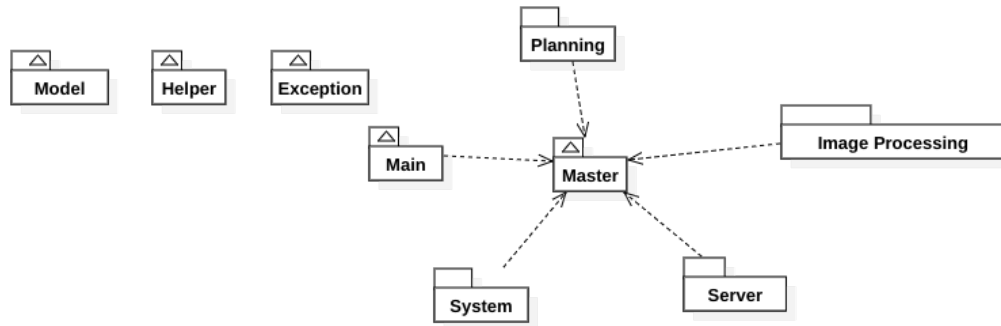 Planning
Model
Helper
Exception
Image Processing
Main
Master
System
Server